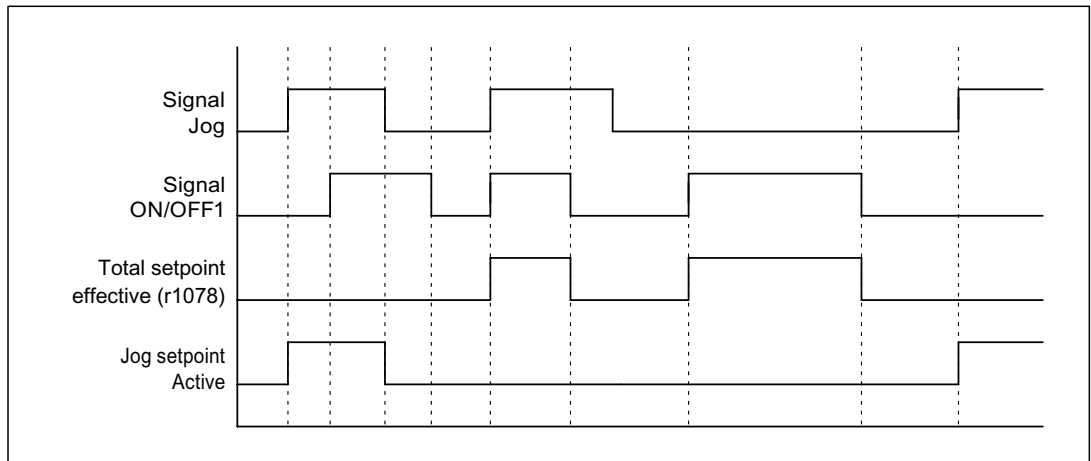 Signal
Jog
Signal
ON/OFF1
Total setpoint
effective (r1078)
Jog setpoint
Active